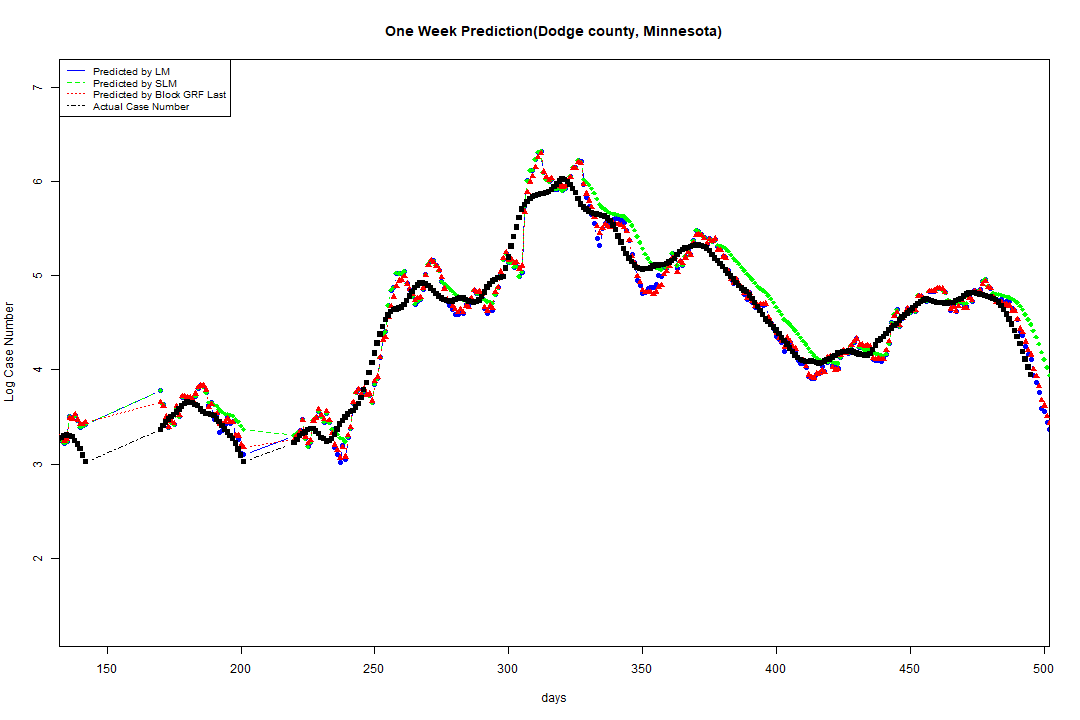 One Week Prediction(Dodge county, Minnesota)
Predicted by LM
Predicted by SLM
Predicted by Block GRF Last
Actual Case Number
7
6
5
4
3
2
Log Case Number
150 200 250 300 350 400 450 500
days